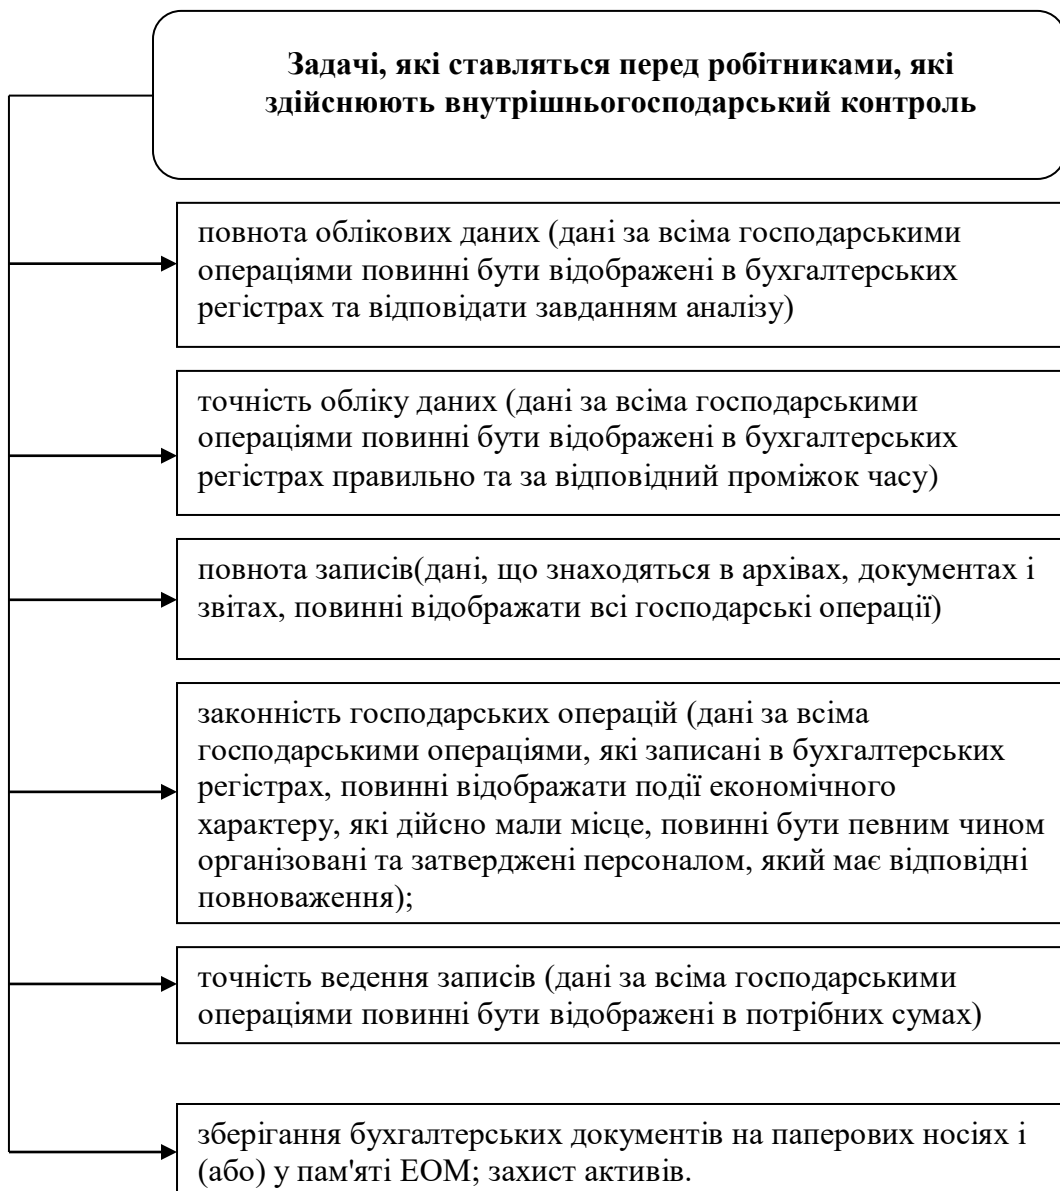 Задачі, які ставляться перед робітниками, які
здійснюють внутрішньогосподарський контроль
повнота облікових даних (дані за всіма господарськими
операціями повинні бути відображені в бухгалтерських
регістрах та відповідати завданням аналізу)
точність обліку даних (дані за всіма господарськими
операціями повинні бути відображені в бухгалтерських
регістрах правильно та за відповідний проміжок часу)
повнота записів(дані, що знаходяться в архівах, документах і
звітах, повинні відображати всі господарські операції)
законність господарських операцій (дані за всіма
господарськими операціями, які записані в бухгалтерських
регістрах, повинні відображати події економічного
характеру, які дійсно мали місце, повинні бути певним чином
організовані та затверджені персоналом, який має відповідні
повноваження);
точність ведення записів (дані за всіма господарськими
операціями повинні бути відображені в потрібних сумах)
зберігання бухгалтерських документів на паперових носіях і
(або) у пам'яті ЕОМ; захист активів.